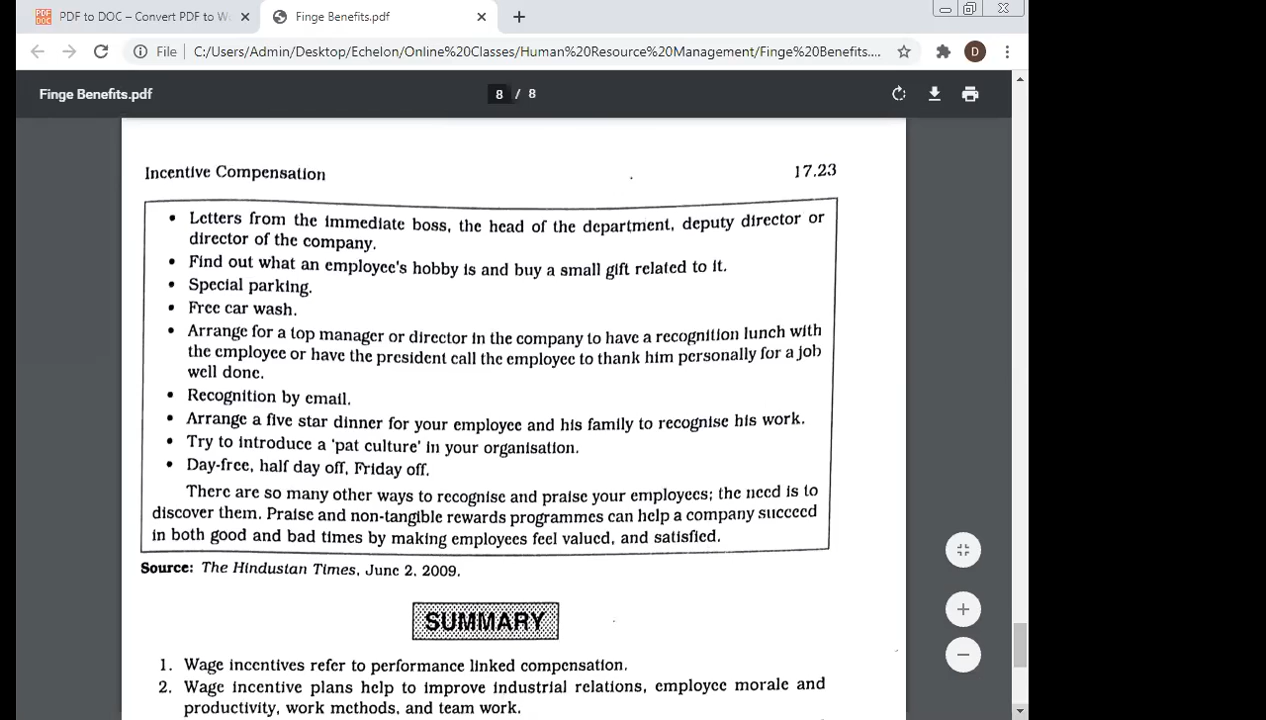 PDF to DOC – Convert PDF to W
Finge Benefits.pdf
File | C:/Users/Admin/Desktop/Echelon/Online%20Classes/Human%20Resource%20Management/Finge%20Benefits....
D
Finge Benefits.pdf
8 / 8
Incentive Compensation 17.23
• Letters from the immediate boss, the head of the department, deputy director or
director of the company.
• Find out what an employee's hobby is and buy a small gift related to it.
• Special parking.
• Free car wash.
• Arrange for a top manager or director in the company to have a recognition lunch with
the employee or have the president call the employee to thank him personally for a job
well done.
• Recognition by email.
• Arrange a five star dinner for your employee and his family to recognise his work.
• Try to introduce a 'pat culture' in your organisation.
• Day-free, half day off, Friday off.
There are so many other ways to recognise and praise your employees; the need is to
discover them. Praise and non-tangible rewards programmes can help a company succeed
in both good and bad times by making employees feel valued, and satisfied.
Source: The Hindustan Times, June 2, 2009.
SUMMARY
1. Wage incentives refer to performance linked compensation.
2. Wage incentive plans help to improve industrial relations, employee morale and
productivity, work methods, and team work.